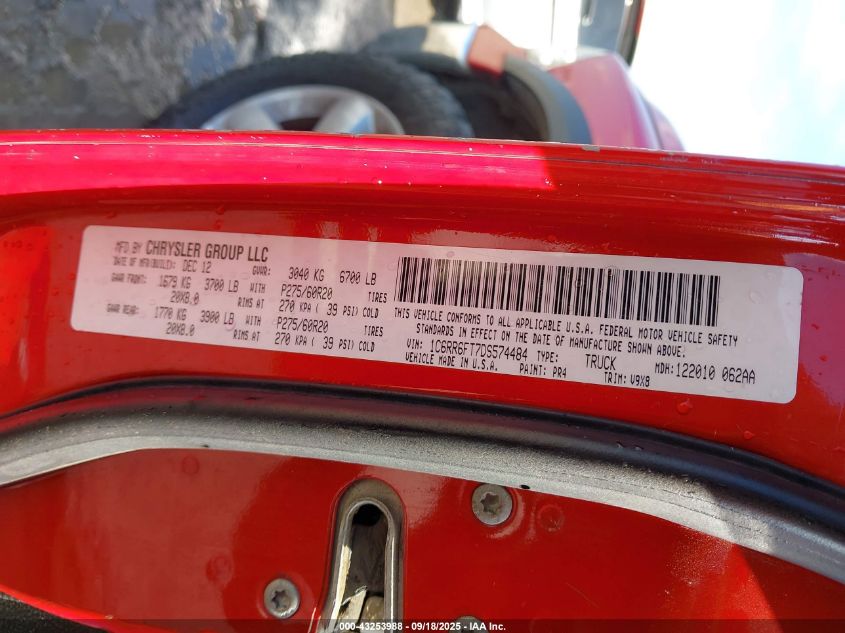 MFD BY CHRYSLER GROUP LLC
DATE OF MFD(BUILD): DEC 12 GVWR: 3040 KG 6700 LB
GAWR FRONT: 1679 KG 3700 LB WITH P275/60R20 TIRES
20X8.0 RIMS AT 270 KPA ( 39 PSI) COLD
GAWR REAR: 1770 KG 3900 LB WITH P275/60R20 TIRES
20X8.0 RIMS AT 270 KPA ( 39 PSI) COLD
THIS VEHICLE CONFORMS TO ALL APPLICABLE U.S.A. FEDERAL MOTOR VEHICLE SAFETY
STANDARDS IN EFFECT ON THE DATE OF MANUFACTURE SHOWN ABOVE.
VIN: 1C6RR6FT7DS574484 TYPE: TRUCK MDH: 122010 062AA
MADE IN U.S.A. PAINT: PR4 TRIM: V9X8
000-43253988 - 09/18/2025 - IAA Inc.